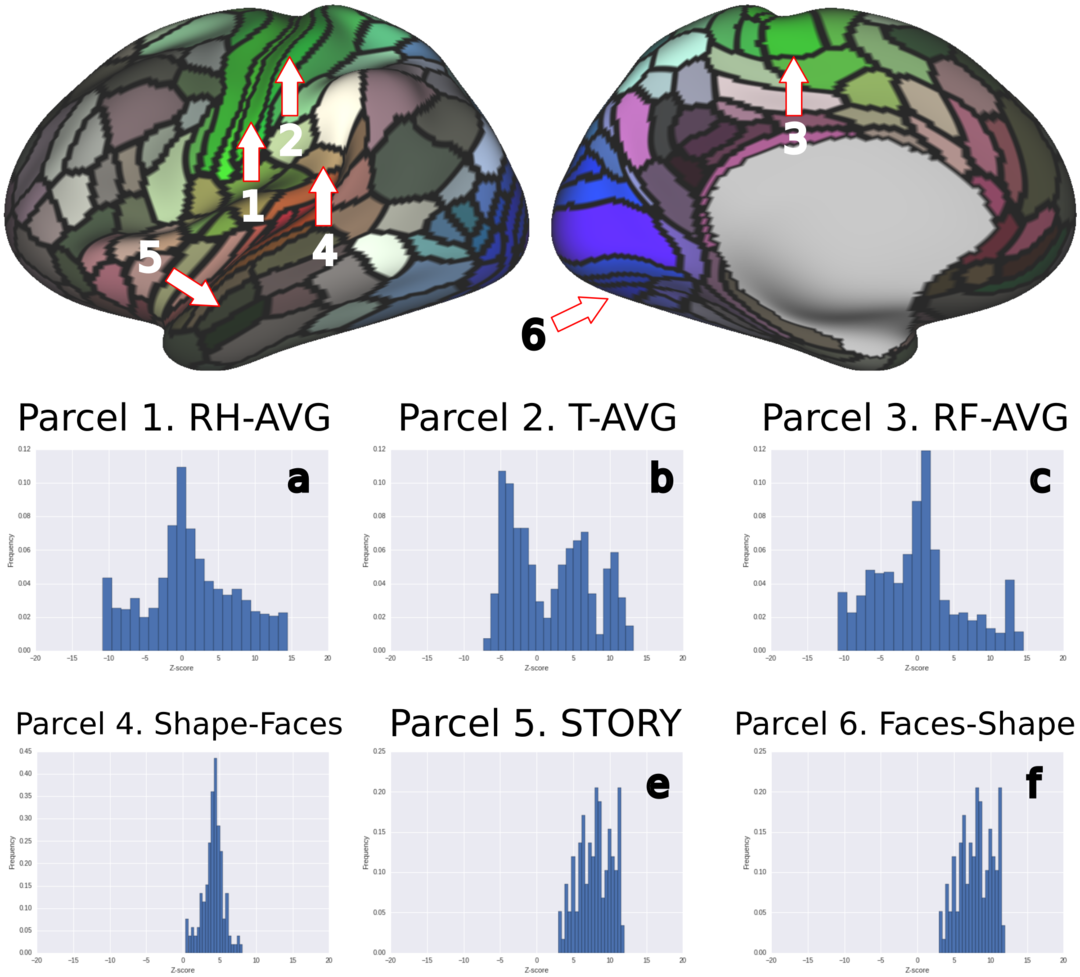 2
3
1
5
4
6
Parcel 1. RH-AVG
Parcel 2. T-AVG
Parcel 3. RF-AVG
a
0.12
0.10
0.08
0.06
0.04
0.02
0.00
Frequency
−20 −15 −10 −5 0 5 10 15 20
Z-score
b
0.12
0.10
0.08
0.06
0.04
0.02
0.00
Frequency
−20 −15 −10 −5 0 5 10 15 20
Z-score
c
0.12
0.10
0.08
0.06
0.04
0.02
0.00
Frequency
−20 −15 −10 −5 0 5 10 15 20
Z-score
Parcel 4. Shape-Faces
Parcel 5. STORY
Parcel 6. Faces-Shape
0.45
0.40
0.35
0.30
0.25
0.20
0.15
0.10
0.05
0.00
Frequency
−20 −15 −10 −5 0 5 10 15 20
Z-score
e
0.25
0.20
0.15
0.10
0.05
0.00
Frequency
−20 −15 −10 −5 0 5 10 15 20
Z-score
f
0.25
0.20
0.15
0.10
0.05
0.00
Frequency
−20 −15 −10 −5 0 5 10 15 20
Z-score